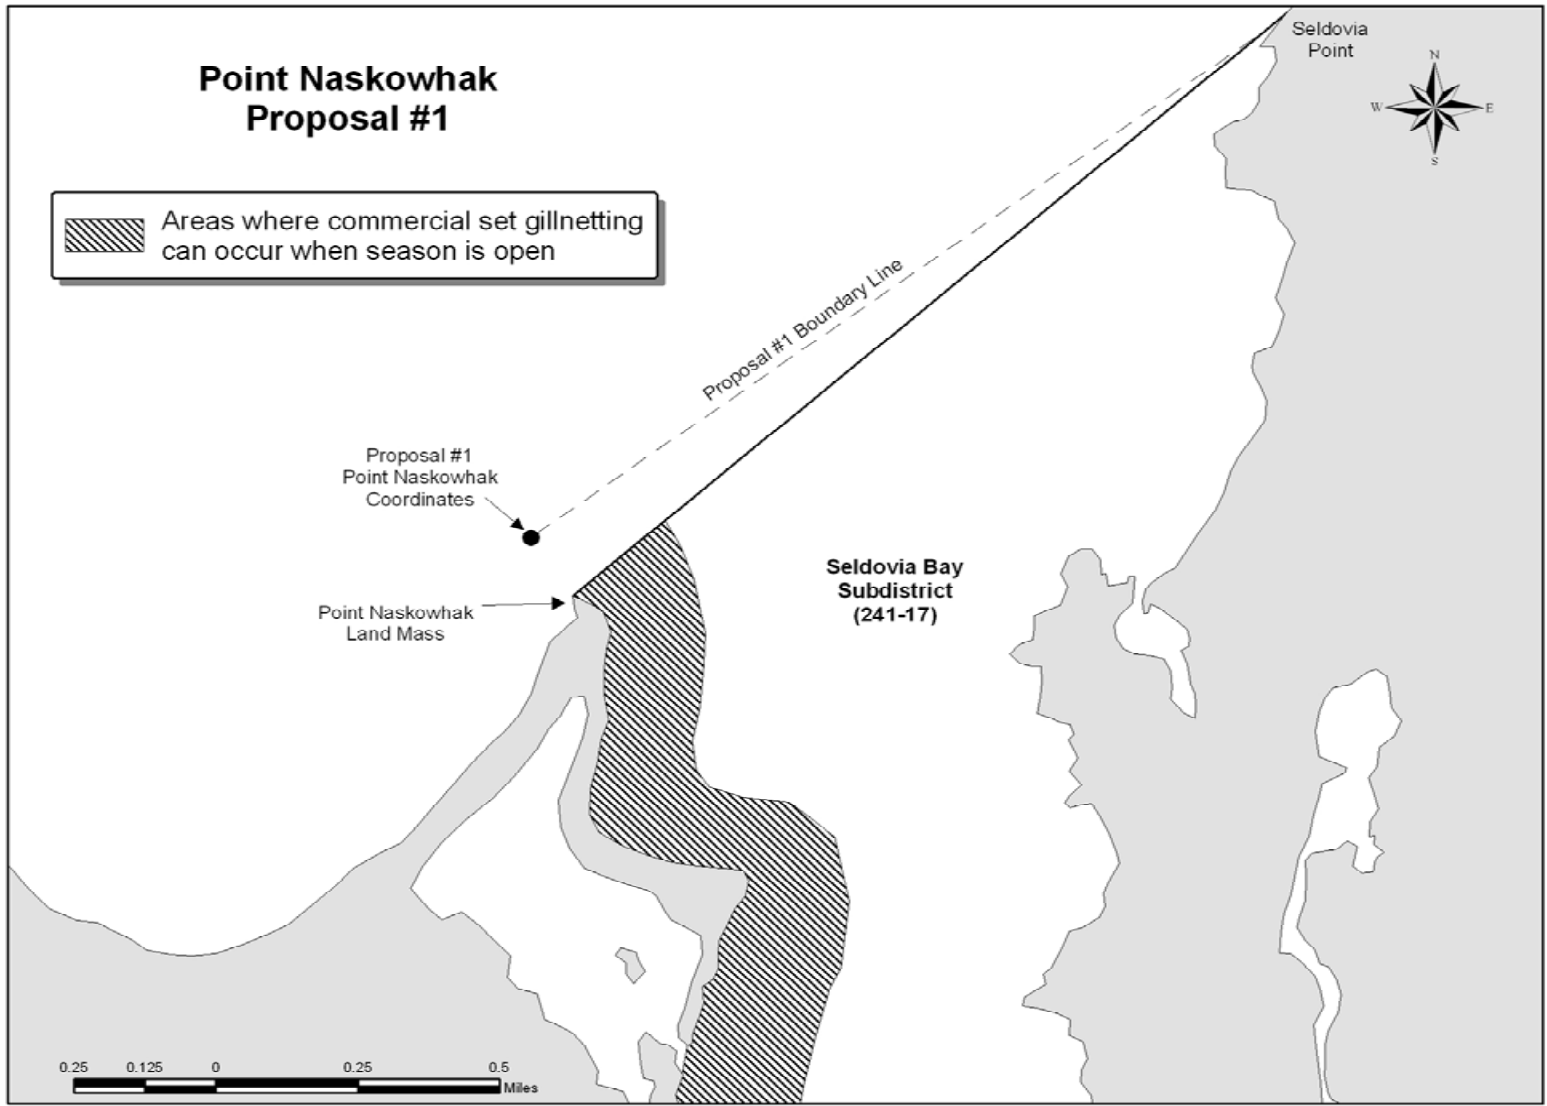 Point Naskowhak
Proposal #1
Seldovia
Point
N
W
E
S
Areas where commercial set gillnetting
can occur when season is open
Proposal #1 Boundary Line
Proposal #1
Point Naskowhak
Coordinates
Point Naskowhak
Land Mass
Seldovia Bay
Subdistrict
(241-17)
0.25 0.125 0 0.25 0.5
Miles